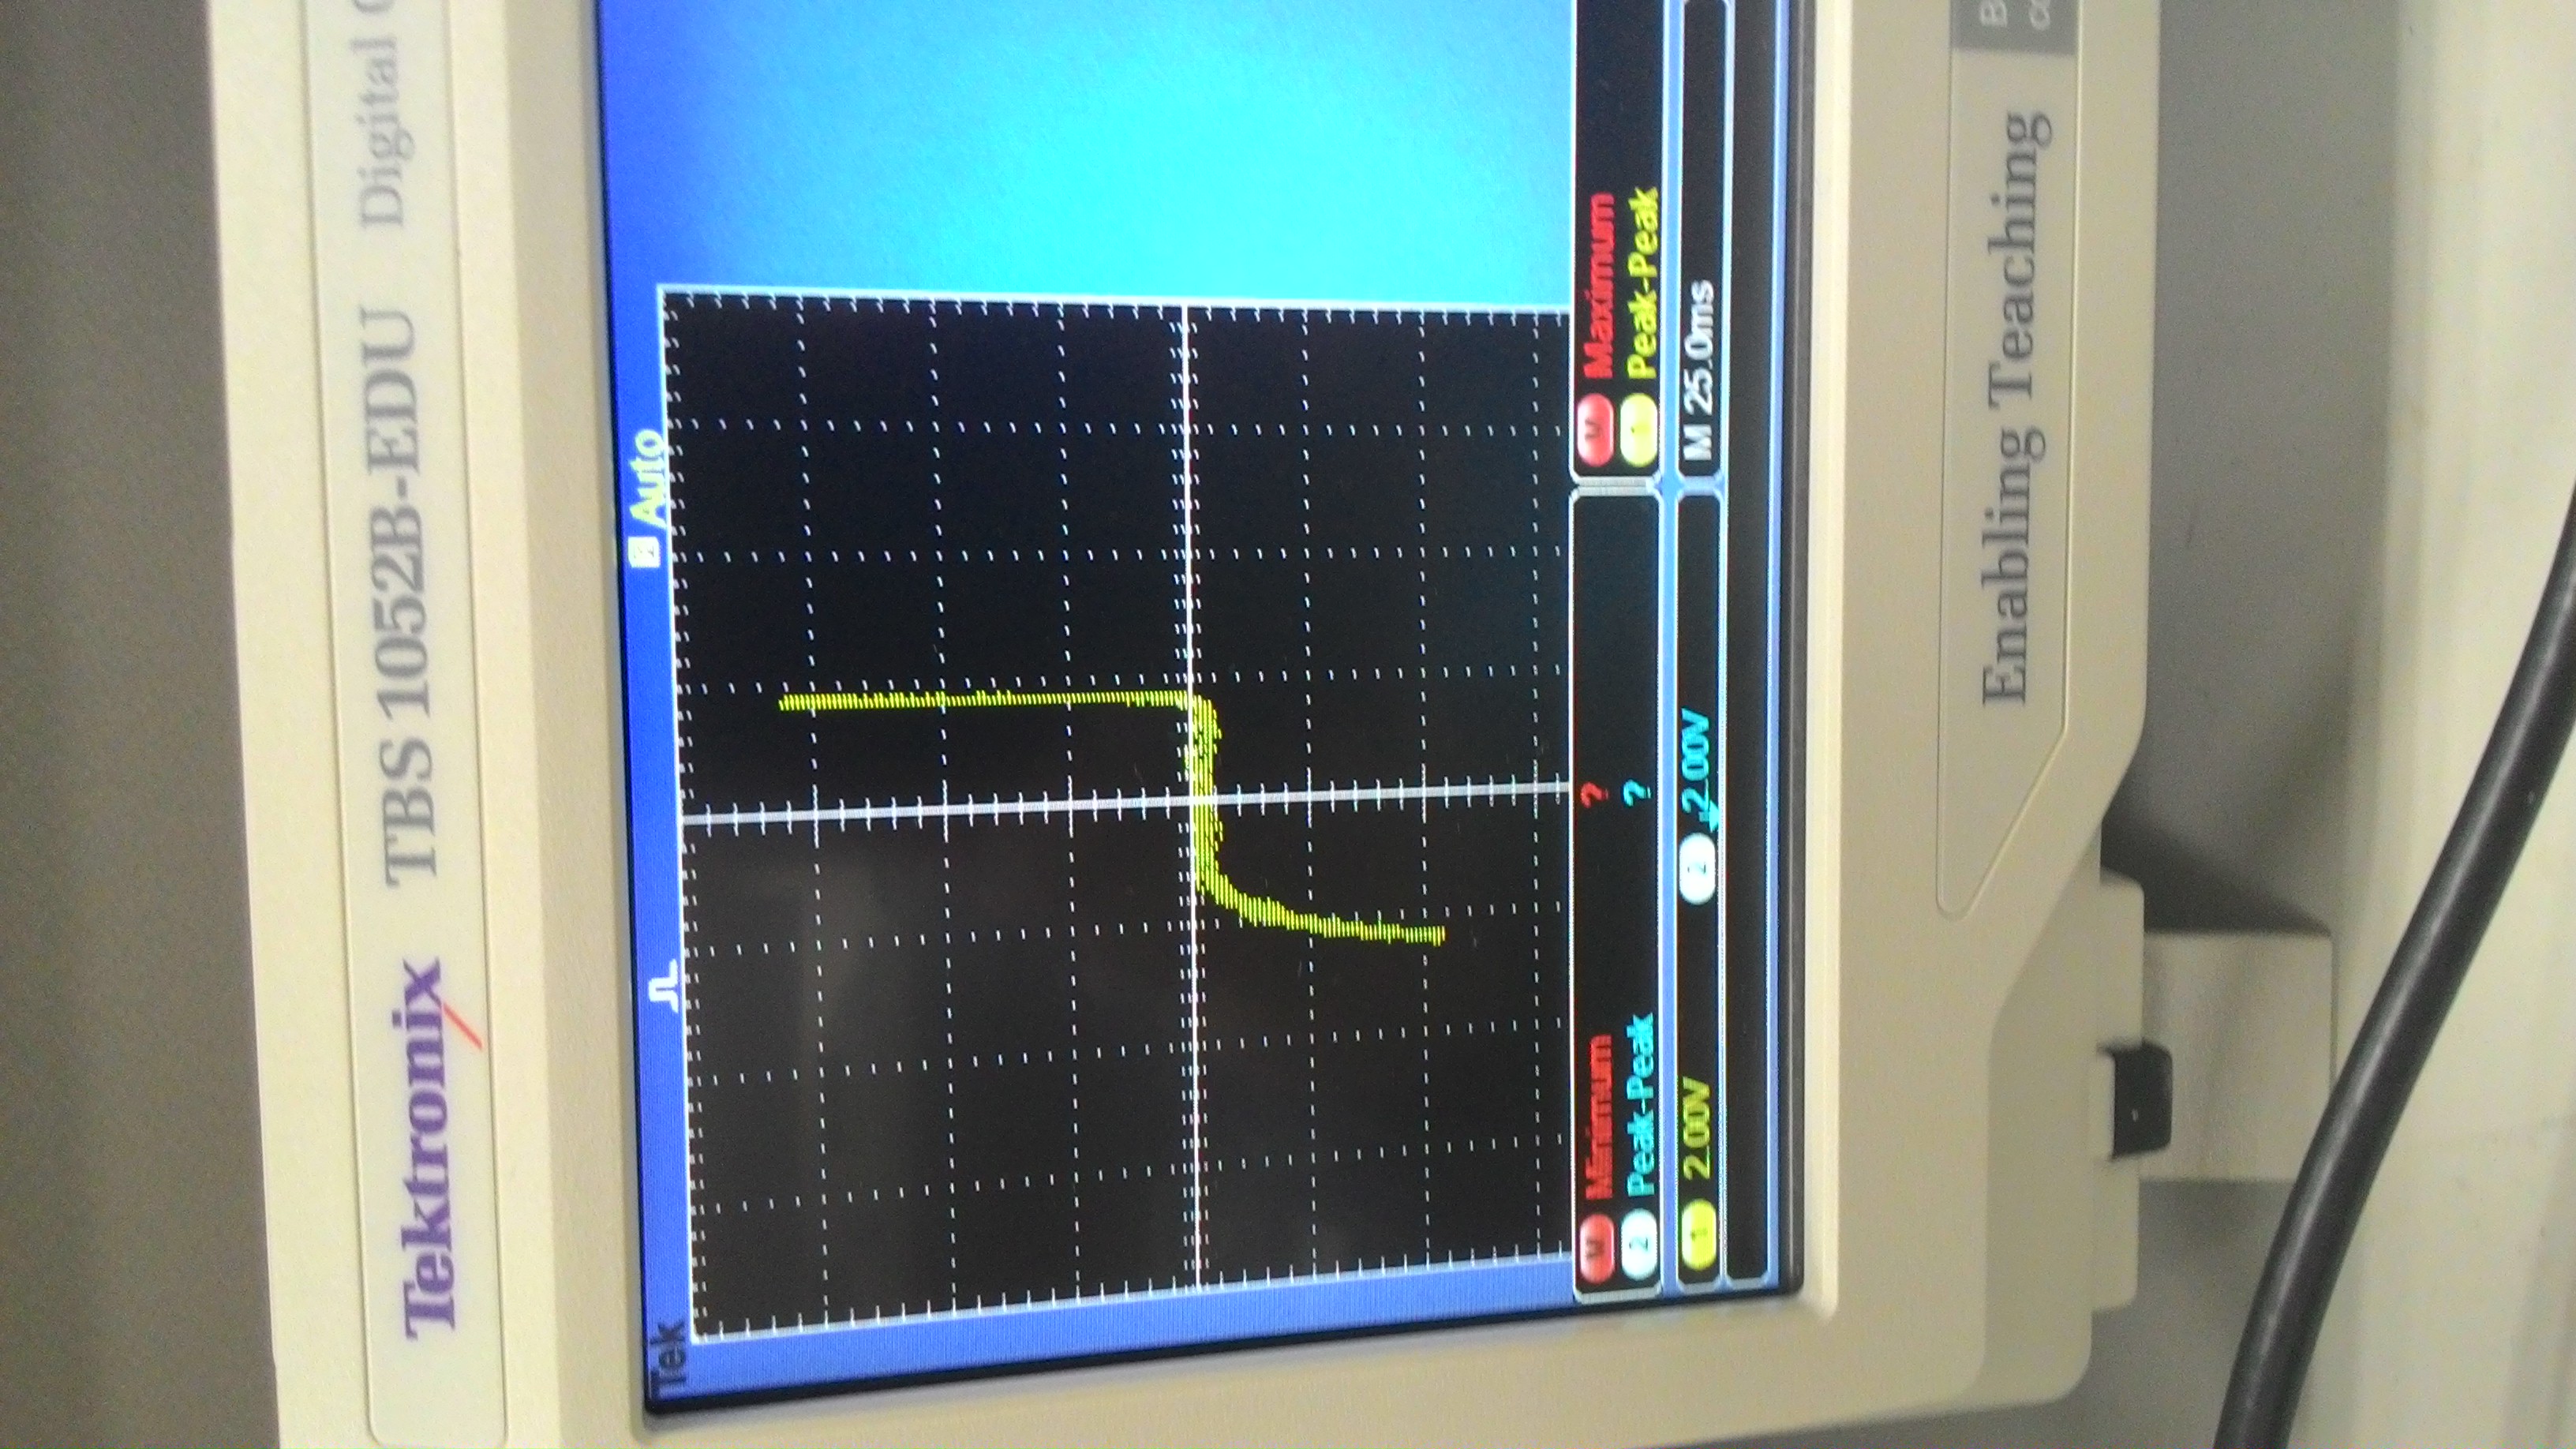 Tektronix TBS 1052B-EDU Digital
Tek Auto
Minimum ? Maximum
2 Peak-Peak ? 1 Peak-Peak
1 2.00V 2 2.00V M 25.0ms
Enabling Teaching